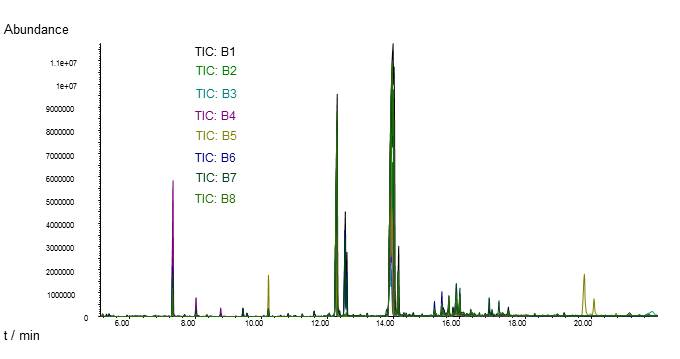 Abundance
TIC: B1
TIC: B2
TIC: B3
TIC: B4
TIC: B5
TIC: B6
TIC: B7
TIC: B8
1.1e+07
1e+07
9000000
8000000
7000000
6000000
5000000
4000000
3000000
2000000
1000000
0
6.00 8.00 10.00 12.00 14.00 16.00 18.00 20.00
t / min